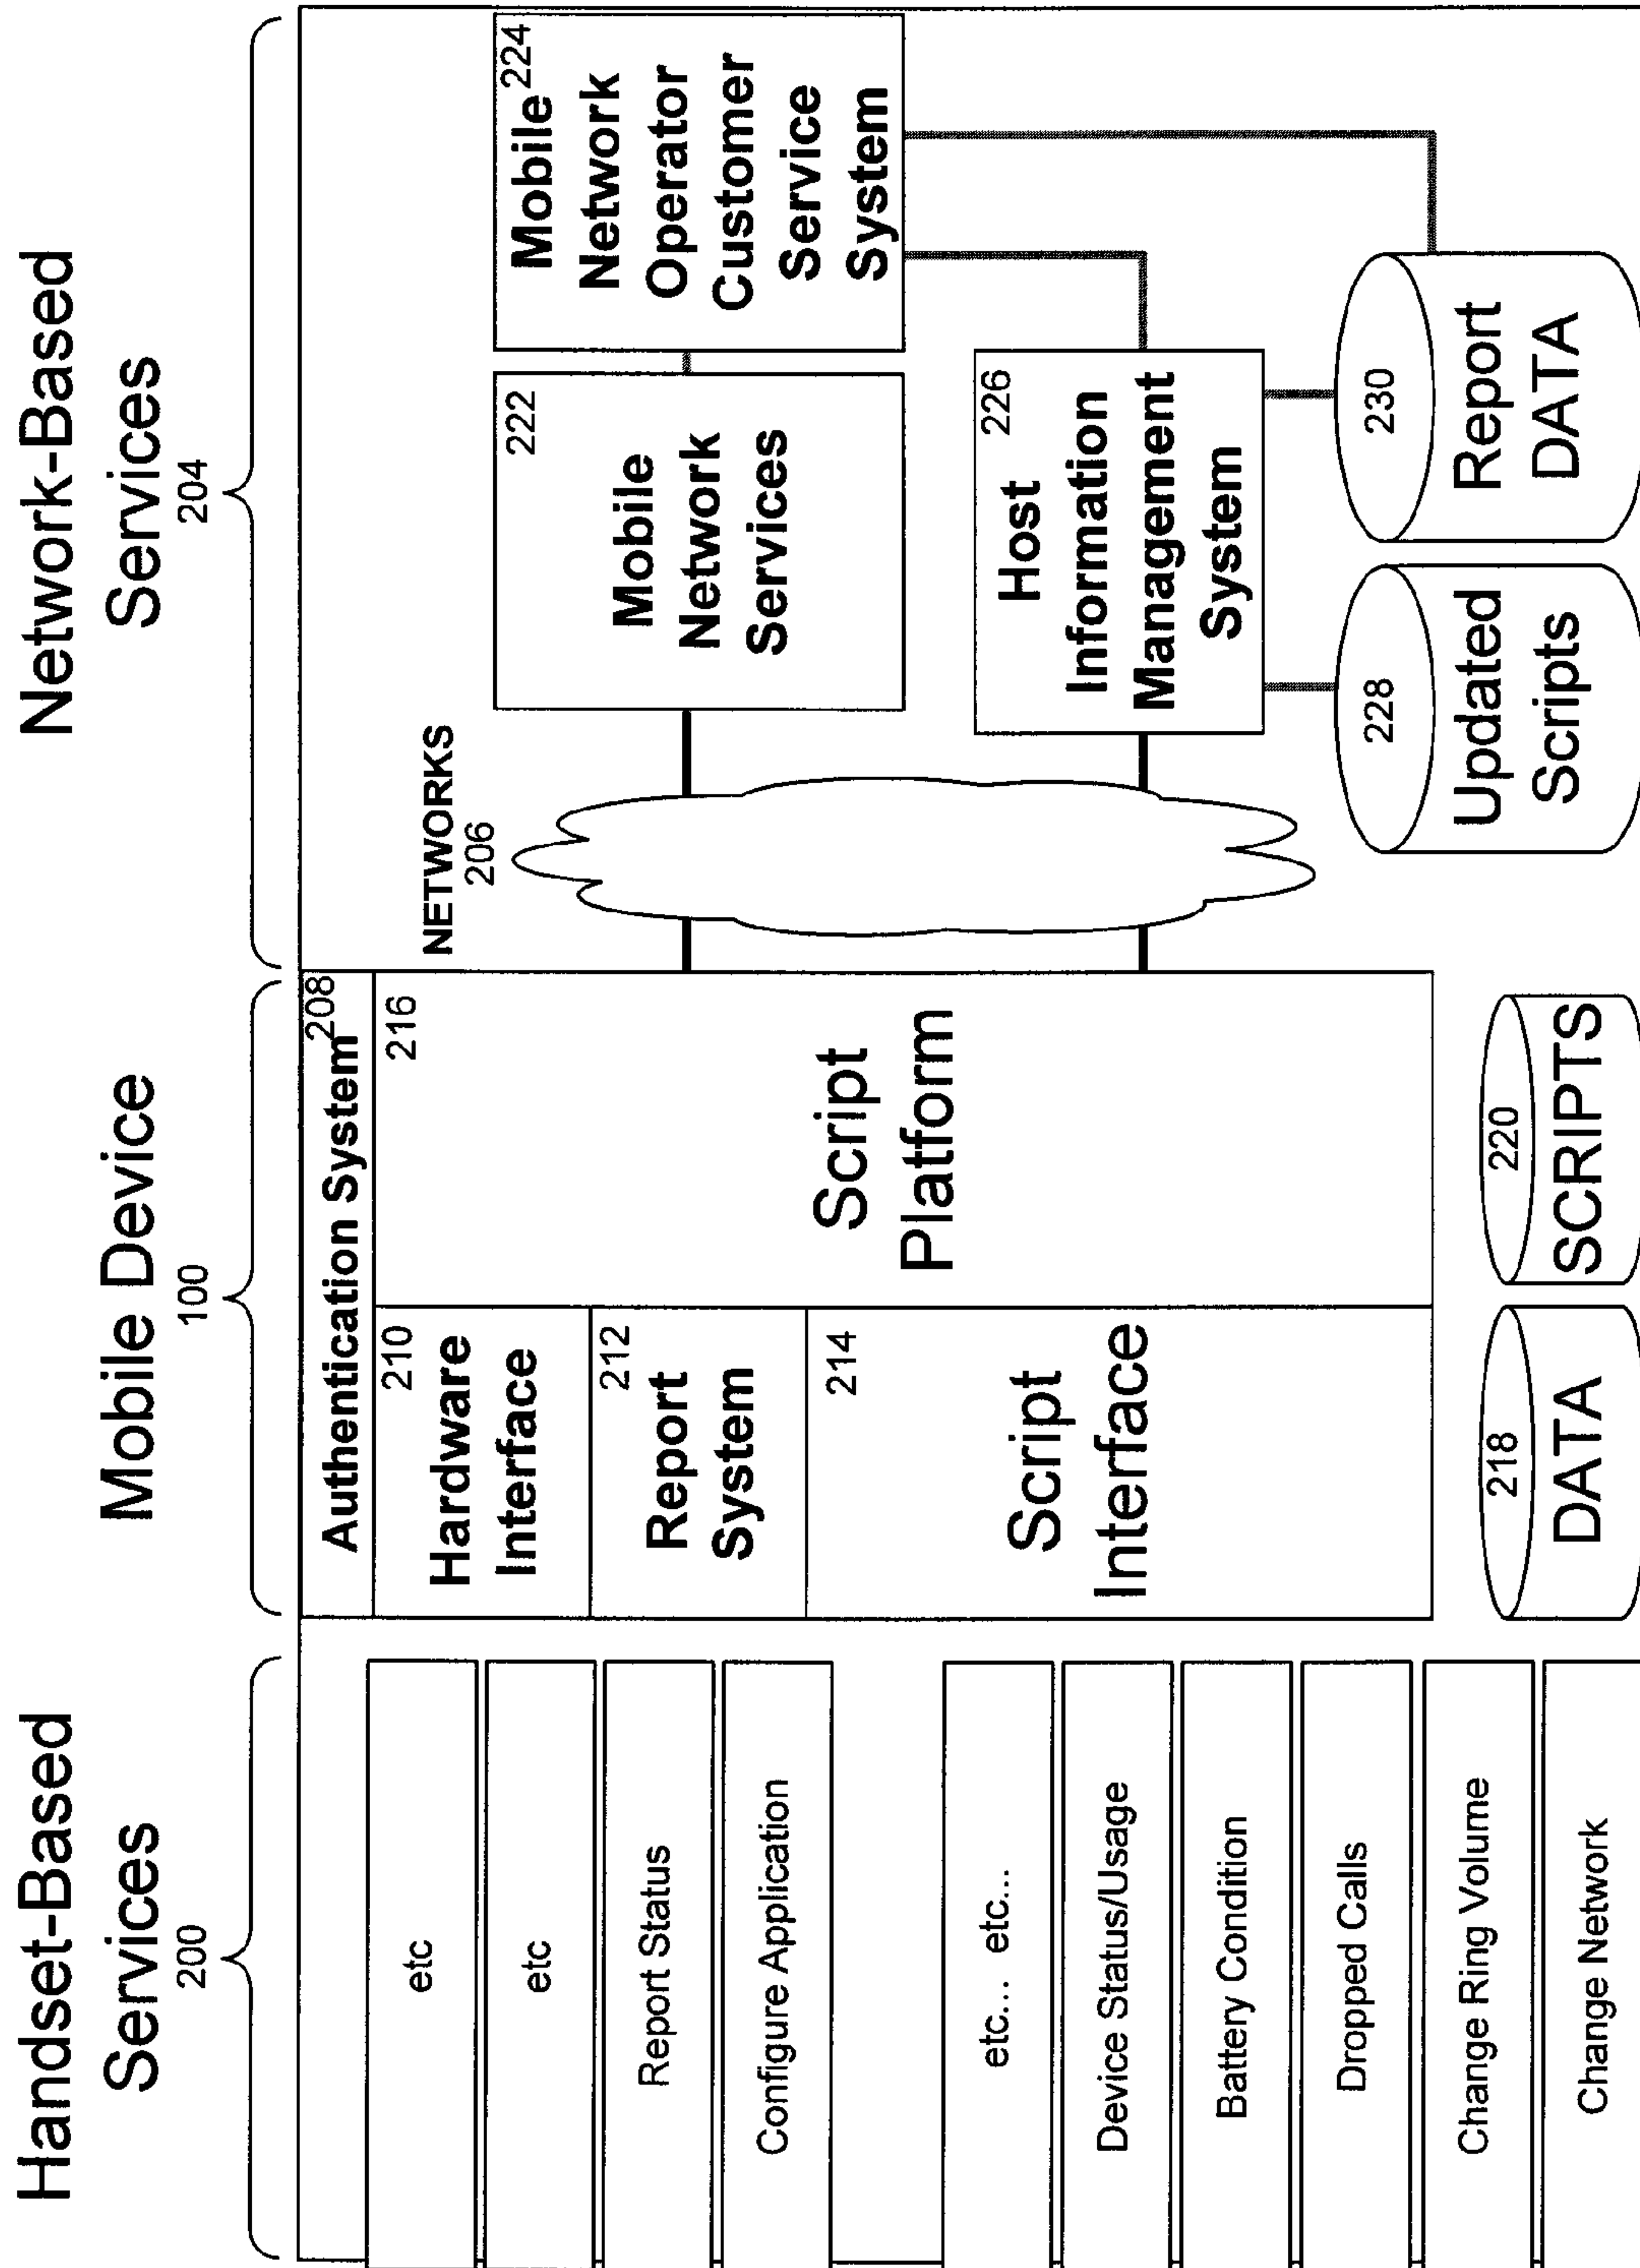 Handset-Based
Services
200
etc
etc
Report Status
Configure Application
etc... etc...
Device Status/Usage
Battery Condition
Dropped Calls
Change Ring Volume
Change Network
Mobile Device
100
Authentication System
208
210
Hardware
Interface
212
Report
System
214
Script
Interface
216
Script
Platform
218
DATA
220
SCRIPTS
Network-Based
Services
204
NETWORKS
206
222
Mobile
Network
Services
224
Mobile
Network
Operator
Customer
Service
System
226
Host
Information
Management
System
228
Updated
Scripts
230
Report
DATA